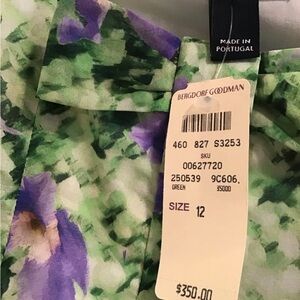 MADE IN
PORTUGAL
BERGDORF GOODMAN
460 827 S3253
SKU
00627720
250539 9C606.
GREEN 35000
SIZE 12
$350.00